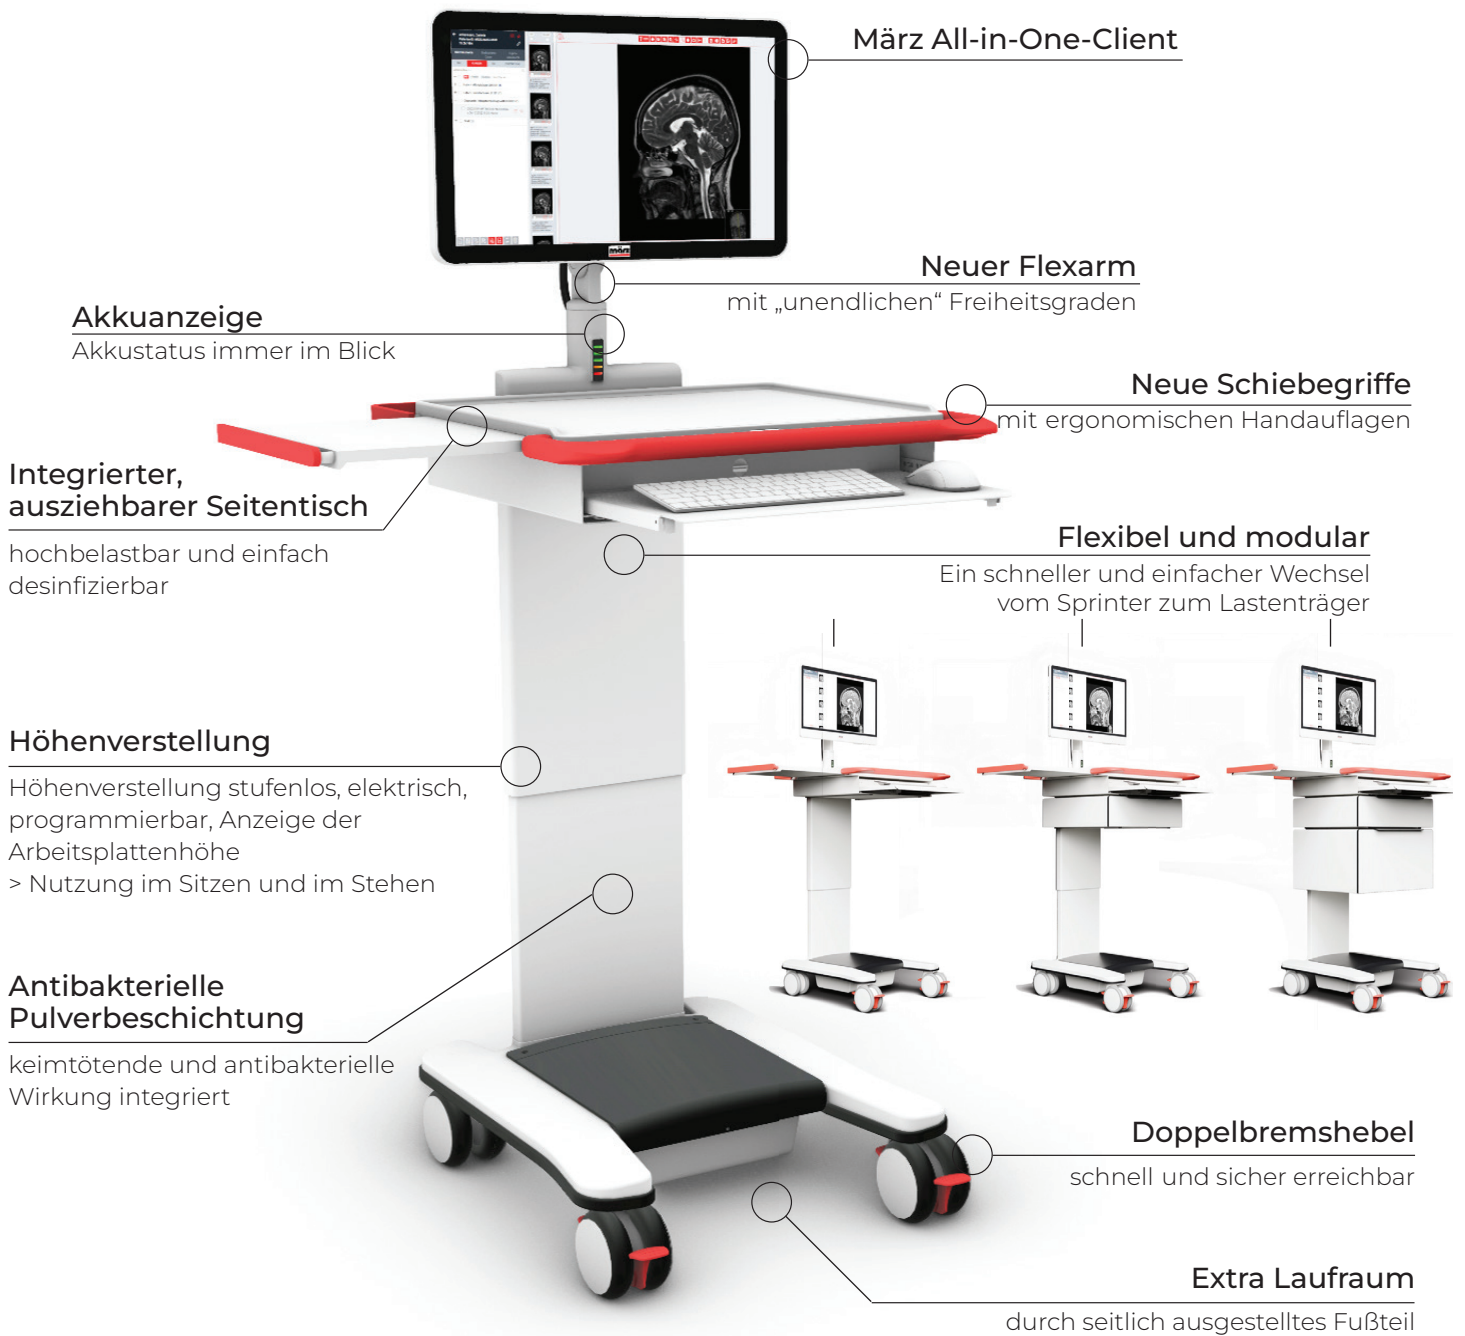 März All-in-One-Client
märz
Neuer Flexarm
mit „unendlichen“ Freiheitsgraden
Akkuanzeige
Akkustatus immer im Blick
Neue Schiebegriffe
mit ergonomischen Handauflagen
Integrierter,
ausziehbarer Seitentisch
hochbelastbar und einfach
desinfizierbar
Flexibel und modular
Ein schneller und einfacher Wechsel
vom Sprinter zum Lastenträger
Höhenverstellung
Höhenverstellung stufenlos, elektrisch,
programmierbar, Anzeige der
Arbeitsplattenhöhe
> Nutzung im Sitzen und im Stehen
Antibakterielle
Pulverbeschichtung
keimtötende und antibakterielle
Wirkung integriert
Doppelbremshebel
schnell und sicher erreichbar
Extra Laufraum
durch seitlich ausgestelltes Fußteil